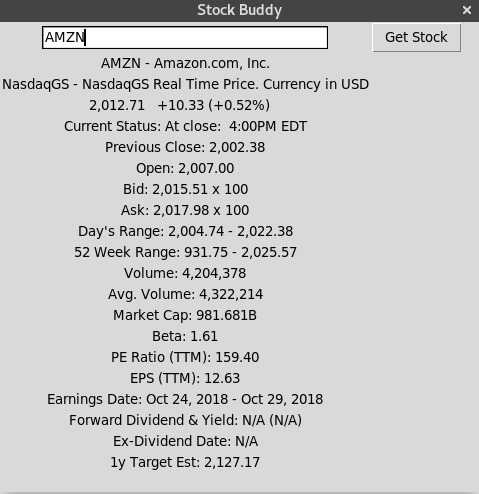 Stock Buddy ×
AMZN Get Stock
AMZN - Amazon.com, Inc.
NasdaqGS - NasdaqGS Real Time Price. Currency in USD
2,012.71 +10.33 (+0.52%)
Current Status: At close: 4:00PM EDT
Previous Close: 2,002.38
Open: 2,007.00
Bid: 2,015.51 x 100
Ask: 2,017.98 x 100
Day's Range: 2,004.74 - 2,022.38
52 Week Range: 931.75 - 2,025.57
Volume: 4,204,378
Avg. Volume: 4,322,214
Market Cap: 981.681B
Beta: 1.61
PE Ratio (TTM): 159.40
EPS (TTM): 12.63
Earnings Date: Oct 24, 2018 - Oct 29, 2018
Forward Dividend & Yield: N/A (N/A)
Ex-Dividend Date: N/A
1y Target Est: 2,127.17